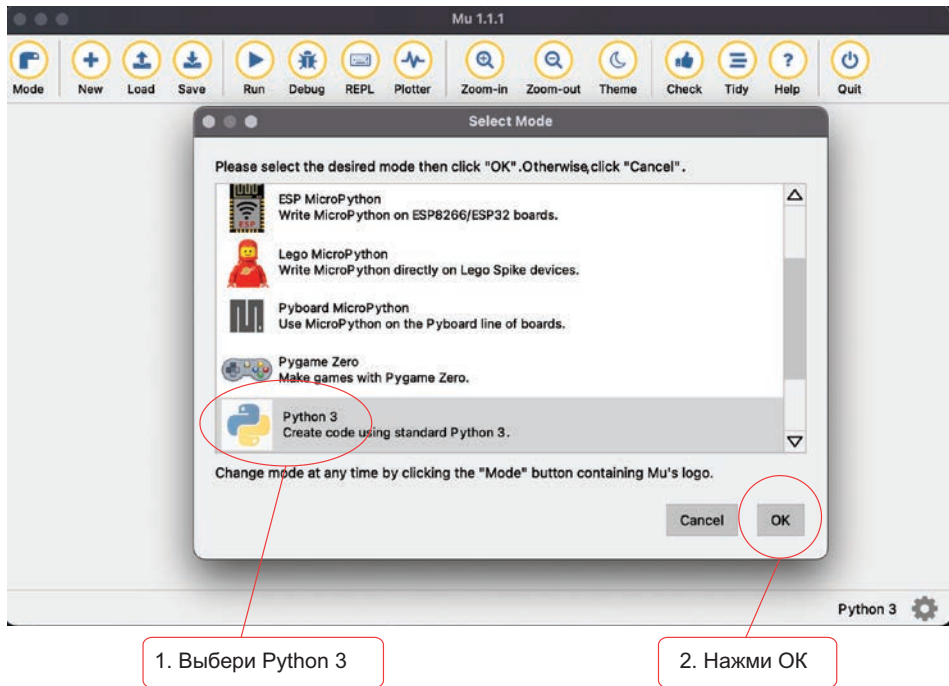 Mu 1.1.1
Mode New Load Save Run Debug REPL Plotter Zoom-in Zoom-out Theme Check Tidy Help Quit
Select Mode
Please select the desired mode then click "OK".Otherwise,click "Cancel".
ESP
ESP MicroPython
Write MicroPython on ESP8266/ESP32 boards.
Lego MicroPython
Write MicroPython directly on Lego Spike devices.
Pyboard MicroPython
Use MicroPython on the Pyboard line of boards.
Pygame Zero
Make games with Pygame Zero.
Python 3
Create code using standard Python 3.
Change mode at any time by clicking the "Mode" button containing Mu's logo.
Cancel OK
Python 3
1. Выбери Python 3
2. Нажми ОК